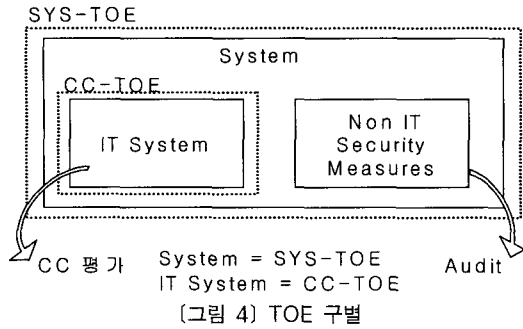 SYS-TOE
System
CC-TOE
IT System
Non IT
Security
Measures
CC 평가
System = SYS-TOE
IT System = CC-TOE
Audit
[그림 4] TOE 구별